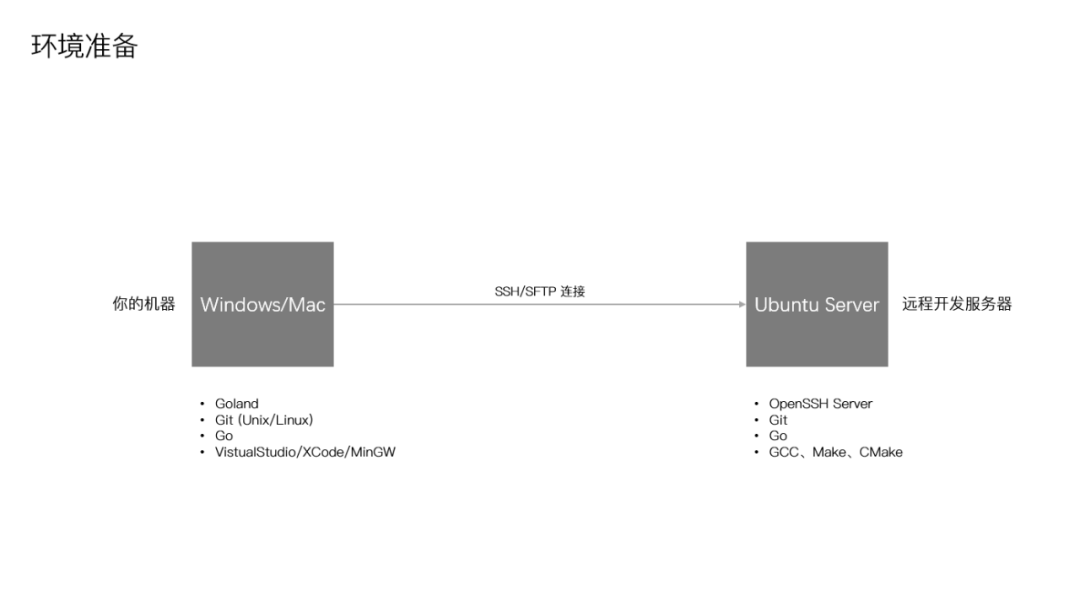 环境准备
SSH/SFTP 连接
你的机器
Windows/Mac
Ubuntu Server
远程开发服务器
• Goland
• Git (Unix/Linux)
• Go
• VistualStudio/XCode/MinGW
• OpenSSH Server
• Git
• Go
• GCC、Make、CMake